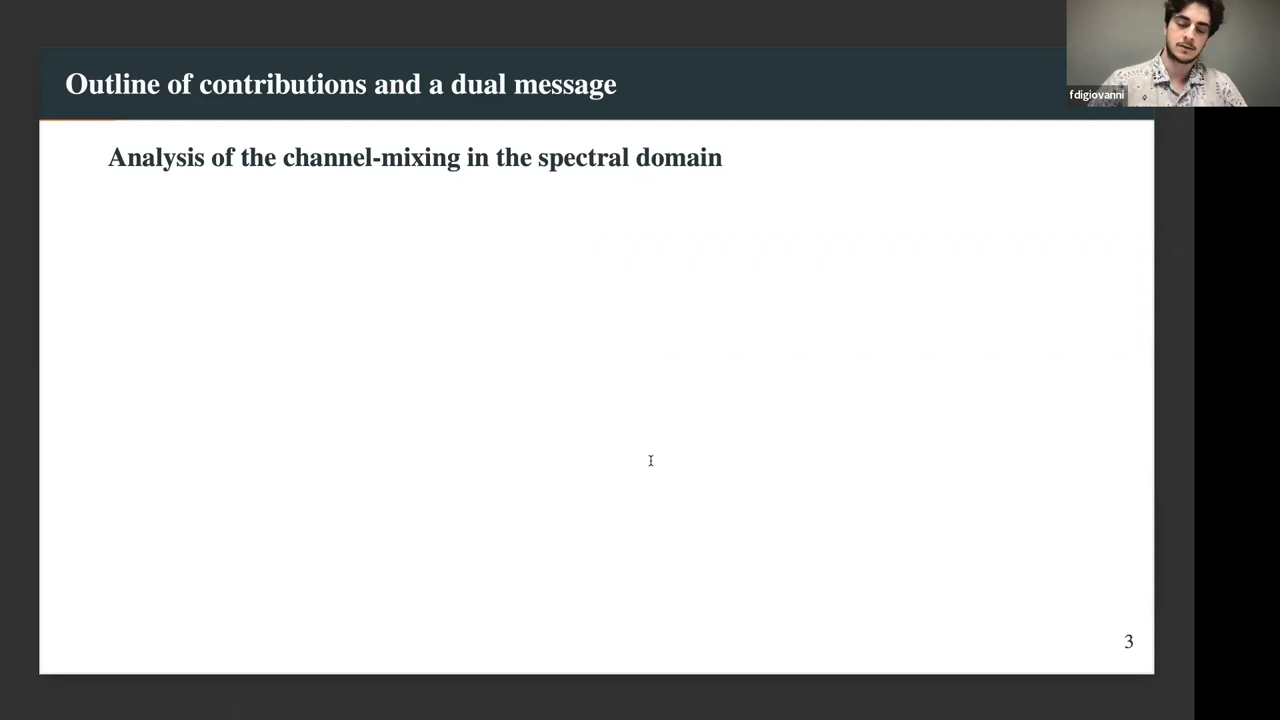 Outline of contributions and a dual message
fdigiovanni
Analysis of the channel-mixing in the spectral domain
3